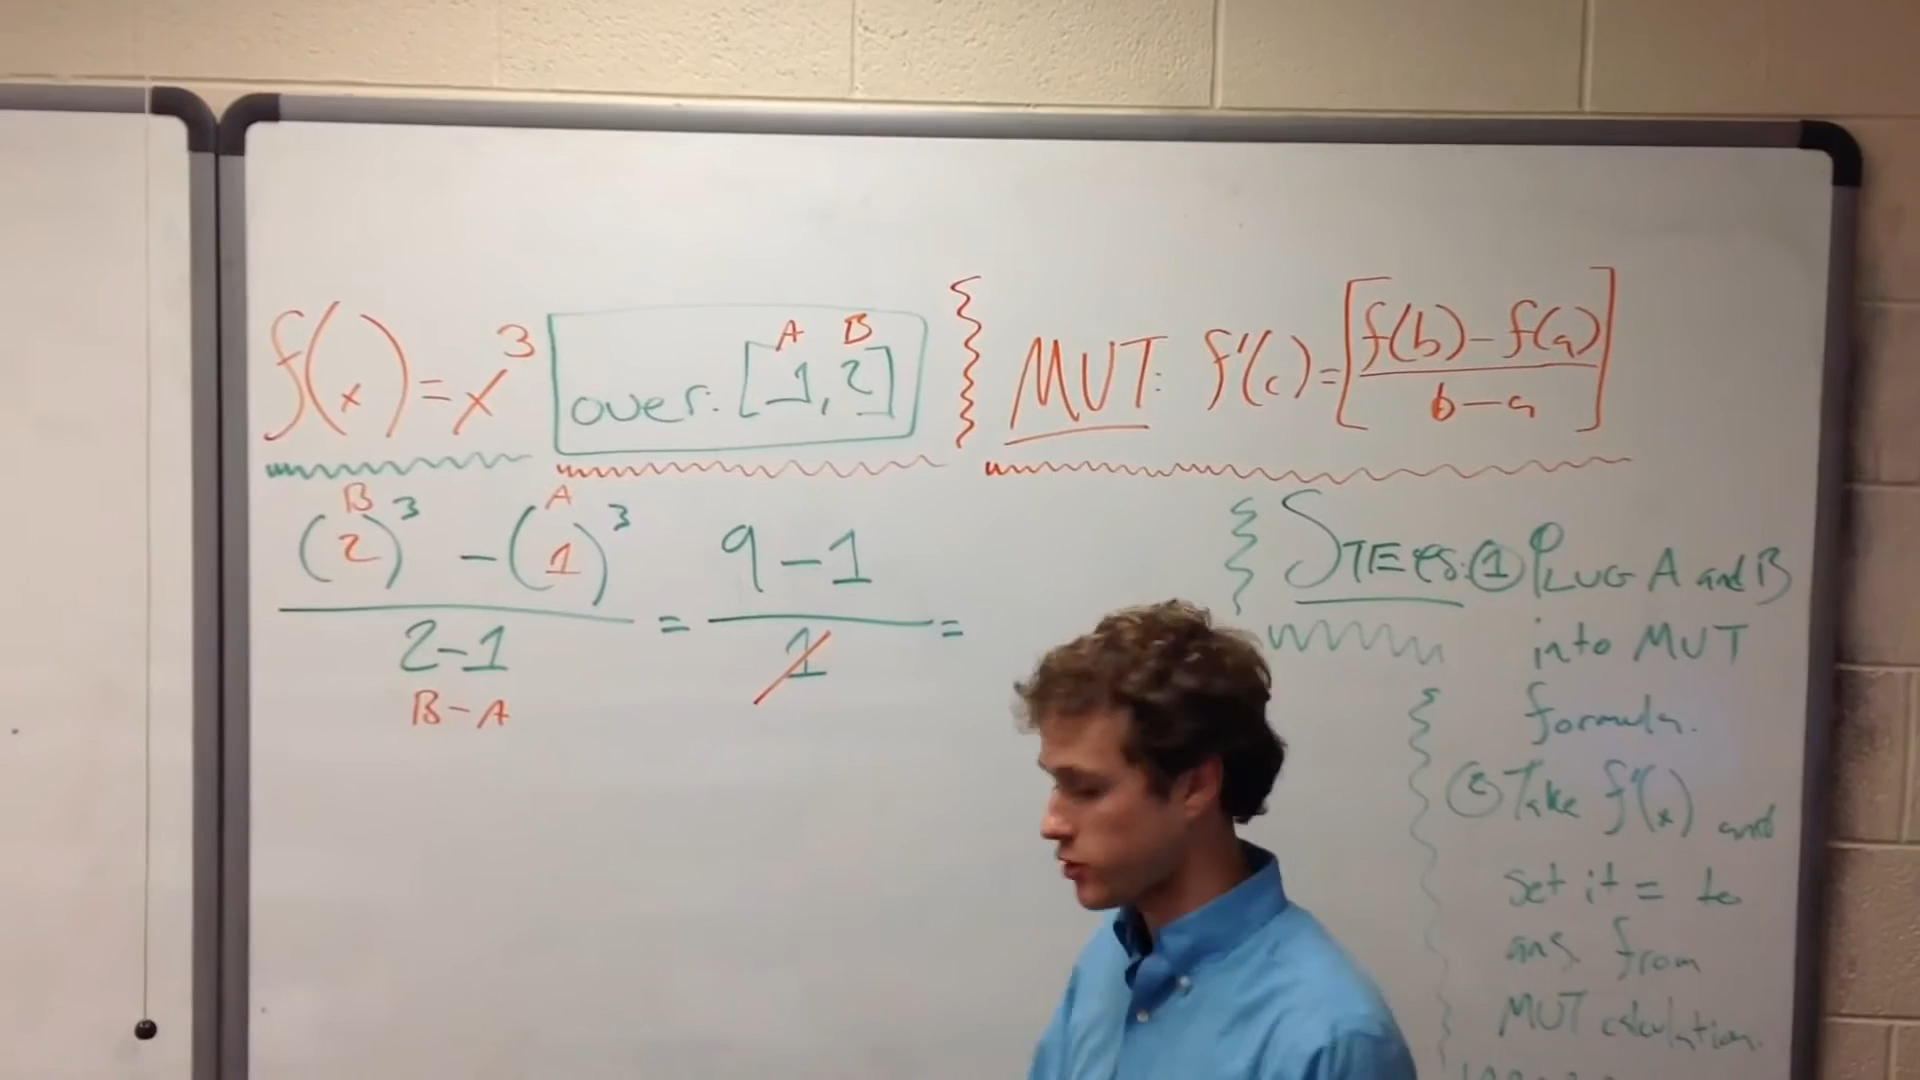 f(x) = x³ over: [1, 2] MVT: f'(c) = [f(b) - f(a) / b - a]
A B
B A
(2)³ - (1)³ / 2 - 1 = 9 - 1 / 1 =
B - A
STEPS: ① PLUG A and B
into MVT
formula.
② Take f'(x) and
set it = to
ans from
MVT calculation.